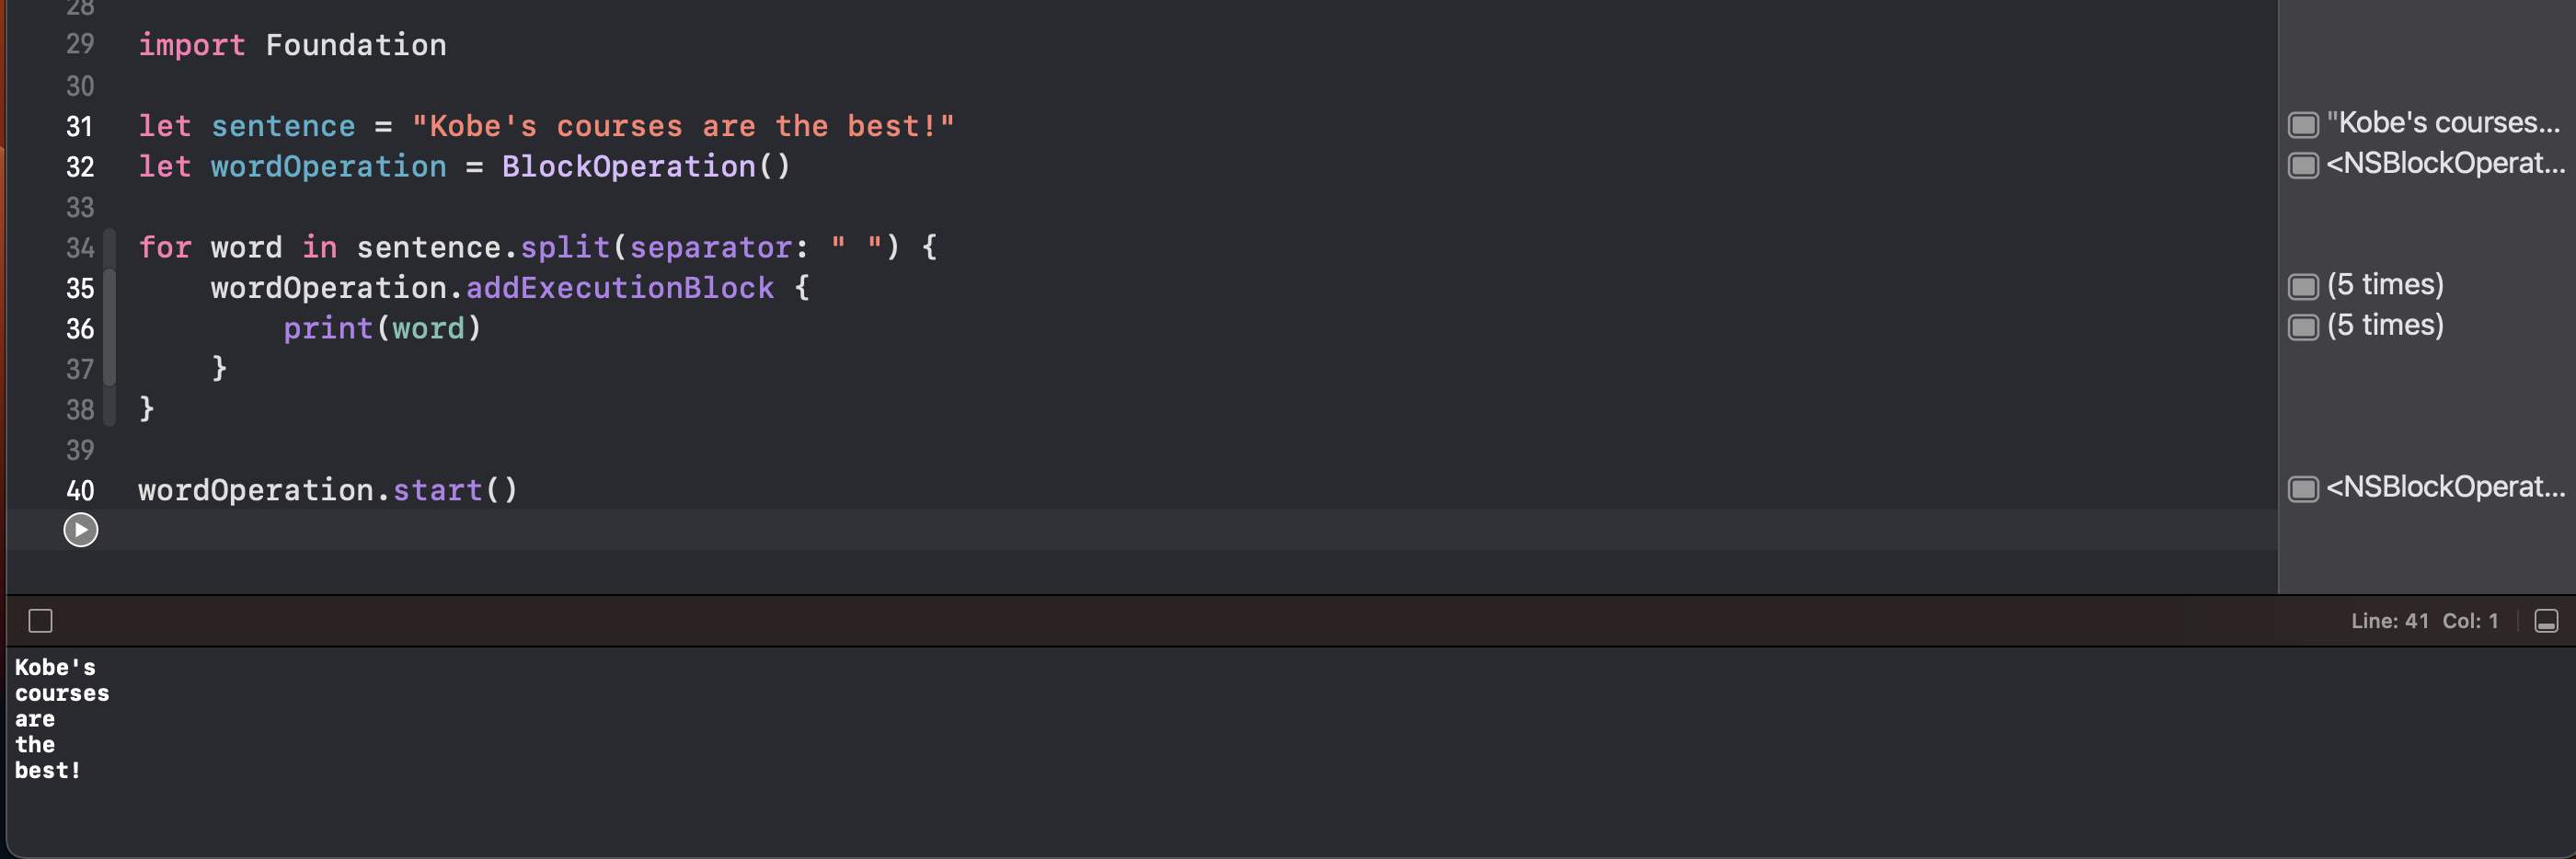 28
29 import Foundation
30
31 let sentence = "Kobe's courses are the best!" "Kobe's courses...
32 let wordOperation = BlockOperation() <NSBlockOperat...
33
34 for word in sentence.split(separator: " ") {
35 wordOperation.addExecutionBlock { (5 times)
36 print(word) (5 times)
37 }
38 }
39
40 wordOperation.start() <NSBlockOperat...
Line: 41 Col: 1
Kobe's
courses
are
the
best!